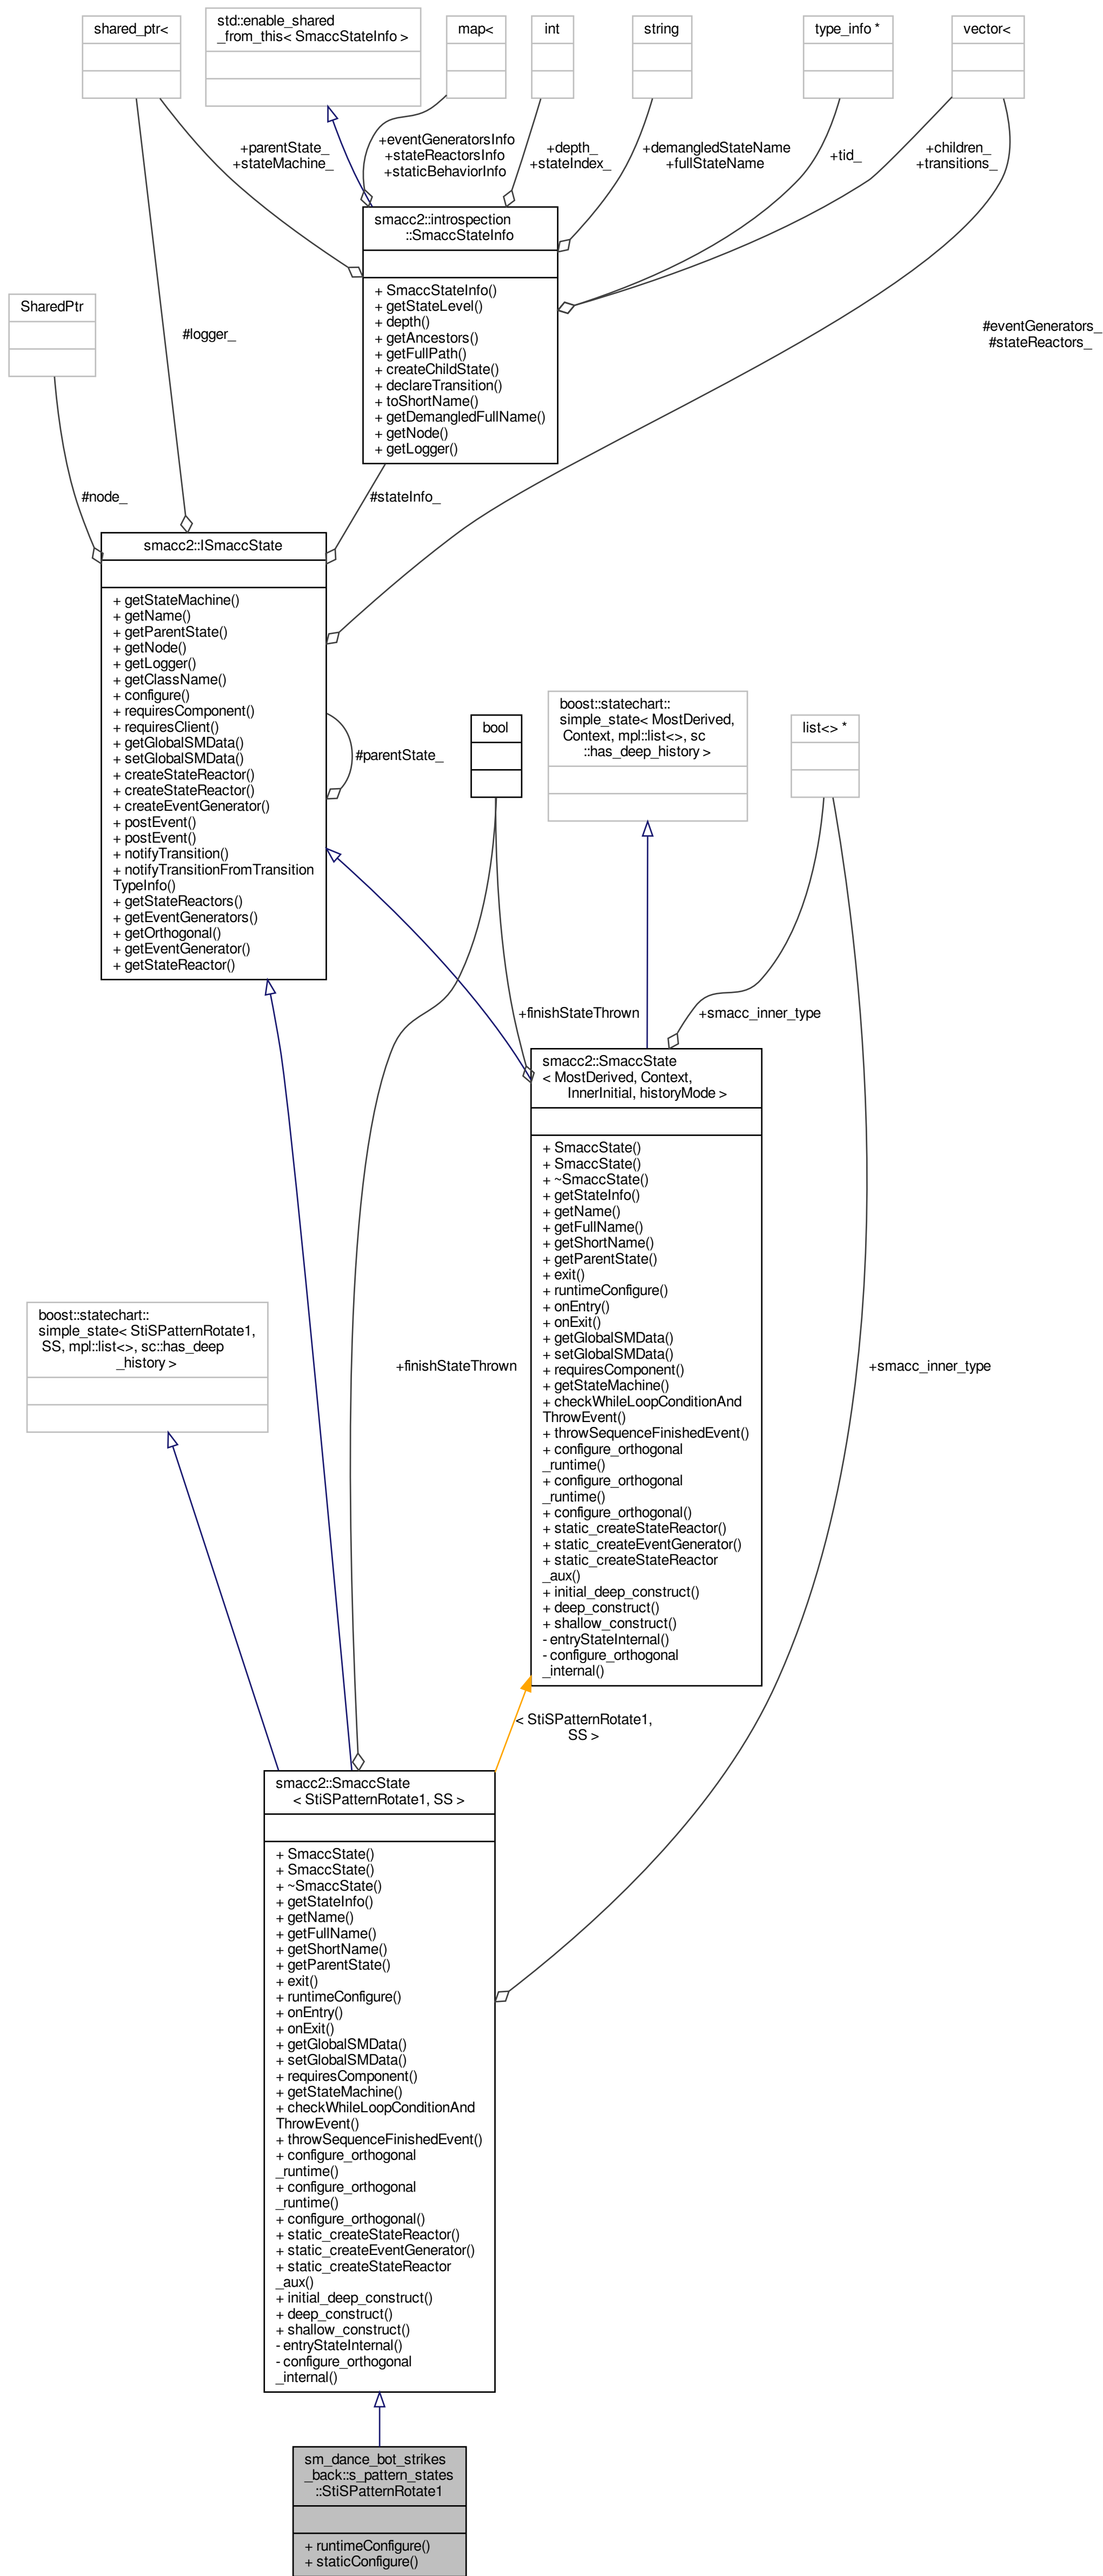 shared_ptr<
std::enable_shared
_from_this< SmaccStateInfo >
map<
int
string
type_info *
vector<
+parentState_
+stateMachine_
+eventGeneratorsInfo
+stateReactorsInfo
+staticBehaviorInfo
+depth_
+stateIndex_
+demangledStateName
+fullStateName
+tid_
+children_
+transitions_
smacc2::introspection
::SmaccStateInfo
+ SmaccStateInfo()
+ getStateLevel()
+ depth()
+ getAncestors()
+ getFullPath()
+ createChildState()
+ declareTransition()
+ toShortName()
+ getDemangledFullName()
+ getNode()
+ getLogger()
SharedPtr
#logger_
#eventGenerators_
#stateReactors_
#node_
#stateInfo_
smacc2::ISmaccState
+ getStateMachine()
+ getName()
+ getParentState()
+ getNode()
+ getLogger()
+ getClassName()
+ configure()
+ requiresComponent()
+ requiresClient()
+ getGlobalSMData()
+ setGlobalSMData()
+ createStateReactor()
+ createStateReactor()
+ createEventGenerator()
+ postEvent()
+ postEvent()
+ notifyTransition()
+ notifyTransitionFromTransition
TypeInfo()
+ getStateReactors()
+ getEventGenerators()
+ getOrthogonal()
+ getEventGenerator()
+ getStateReactor()
#parentState_
bool
boost::statechart::
simple_state< MostDerived,
Context, mpl::list<>, sc
::has_deep_history >
list<> *
+finishStateThrown
+smacc_inner_type
smacc2::SmaccState
< MostDerived, Context,
InnerInitial, historyMode >
+ SmaccState()
+ SmaccState()
+ ~SmaccState()
+ getStateInfo()
+ getName()
+ getFullName()
+ getShortName()
+ getParentState()
+ exit()
+ runtimeConfigure()
+ onEntry()
+ onExit()
+ getGlobalSMData()
+ setGlobalSMData()
+ requiresComponent()
+ getStateMachine()
+ checkWhileLoopConditionAnd
ThrowEvent()
+ throwSequenceFinishedEvent()
+ configure_orthogonal
_runtime()
+ configure_orthogonal
_runtime()
+ configure_orthogonal()
+ static_createStateReactor()
+ static_createEventGenerator()
+ static_createStateReactor
_aux()
+ initial_deep_construct()
+ deep_construct()
+ shallow_construct()
- entryStateInternal()
- configure_orthogonal
_internal()
boost::statechart::
simple_state< StiSPatternRotate1,
SS, mpl::list<>, sc::has_deep
_history >
+finishStateThrown
+smacc_inner_type
< StiSPatternRotate1,
SS >
smacc2::SmaccState
< StiSPatternRotate1, SS >
+ SmaccState()
+ SmaccState()
+ ~SmaccState()
+ getStateInfo()
+ getName()
+ getFullName()
+ getShortName()
+ getParentState()
+ exit()
+ runtimeConfigure()
+ onEntry()
+ onExit()
+ getGlobalSMData()
+ setGlobalSMData()
+ requiresComponent()
+ getStateMachine()
+ checkWhileLoopConditionAnd
ThrowEvent()
+ throwSequenceFinishedEvent()
+ configure_orthogonal
_runtime()
+ configure_orthogonal
_runtime()
+ configure_orthogonal()
+ static_createStateReactor()
+ static_createEventGenerator()
+ static_createStateReactor
_aux()
+ initial_deep_construct()
+ deep_construct()
+ shallow_construct()
- entryStateInternal()
- configure_orthogonal
_internal()
sm_dance_bot_strikes
_back::s_pattern_states
::StiSPatternRotate1
+ runtimeConfigure()
+ staticConfigure()